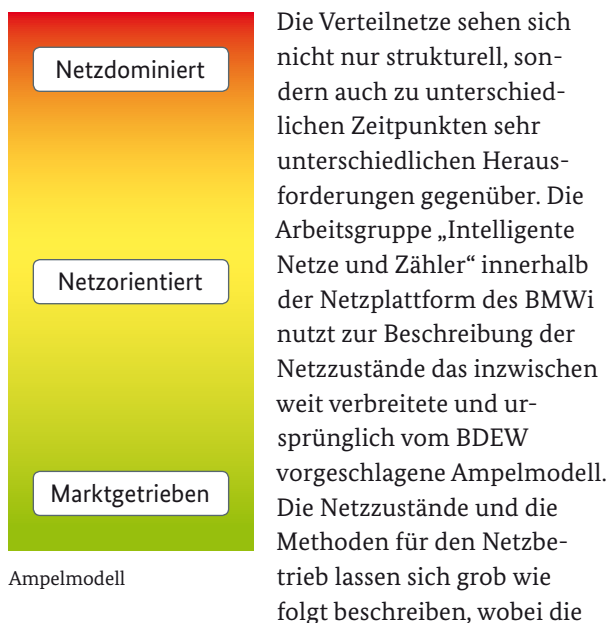 Netzdominiert
Netzorientiert
Marktgetrieben
Ampelmodell
Die Verteilnetze sehen sich
nicht nur strukturell, son-
dern auch zu unterschied-
lichen Zeitpunkten sehr
unterschiedlichen Heraus-
forderungen gegenüber. Die
Arbeitsgruppe „Intelligente
Netze und Zähler“ innerhalb
der Netzplattform des BMWi
nutzt zur Beschreibung der
Netzzustände das inzwischen
weit verbreitete und ur-
sprünglich vom BDEW
vorgeschlagene Ampelmodell.
Die Netzzustände und die
Methoden für den Netzbe-
trieb lassen sich grob wie
folgt beschreiben, wobei die